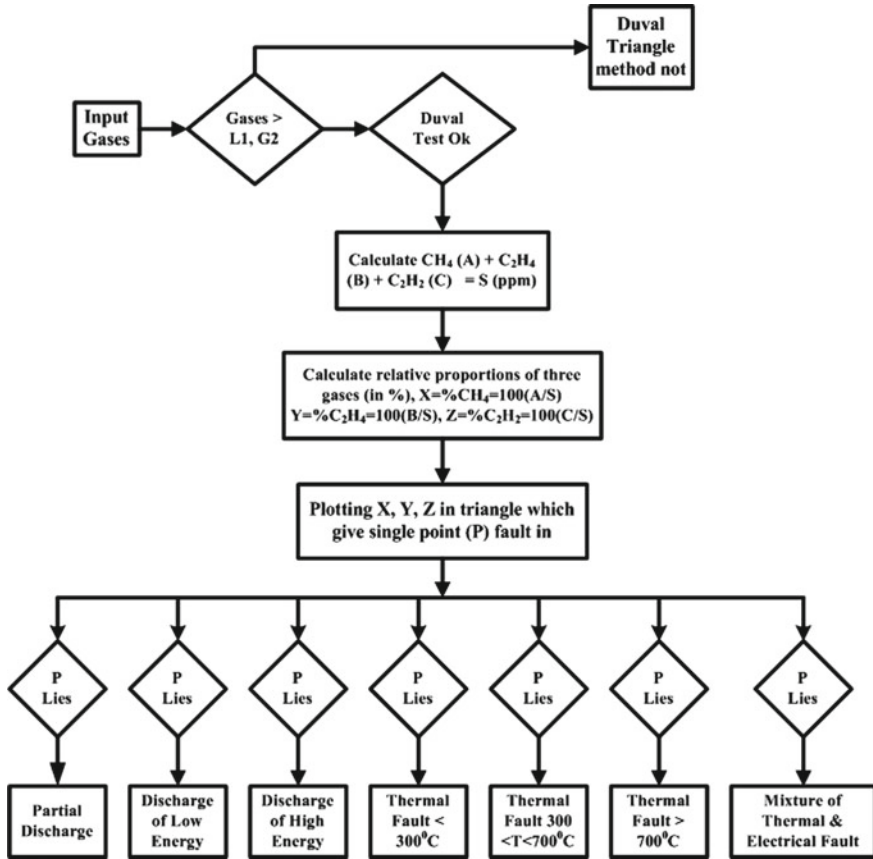 Duval
Triangle
method not
Input
Gases
Gases >
L1, G2
Duval
Test Ok
Calculate CH₄ (A) + C₂H₄
(B) + C₂H₂ (C) = S (ppm)
Calculate relative proportions of three
gases (in %), X=%CH4=100(A/S)
Y=%C₂H₄=100(B/S), Z=%C₂H₂=100(C/S)
Plotting X, Y, Z in triangle which
give single point (P) fault in
P
Lies
P
Lies
P
Lies
P
Lies
P
Lies
P
Lies
P
Lies
Partial
Discharge
Discharge
of Low
Energy
Discharge
of High
Energy
Thermal
Fault <
300⁰C
Thermal
Fault 300
<T<700⁰C
Thermal
Fault >
700⁰C
Mixture of
Thermal &
Electrical Fault